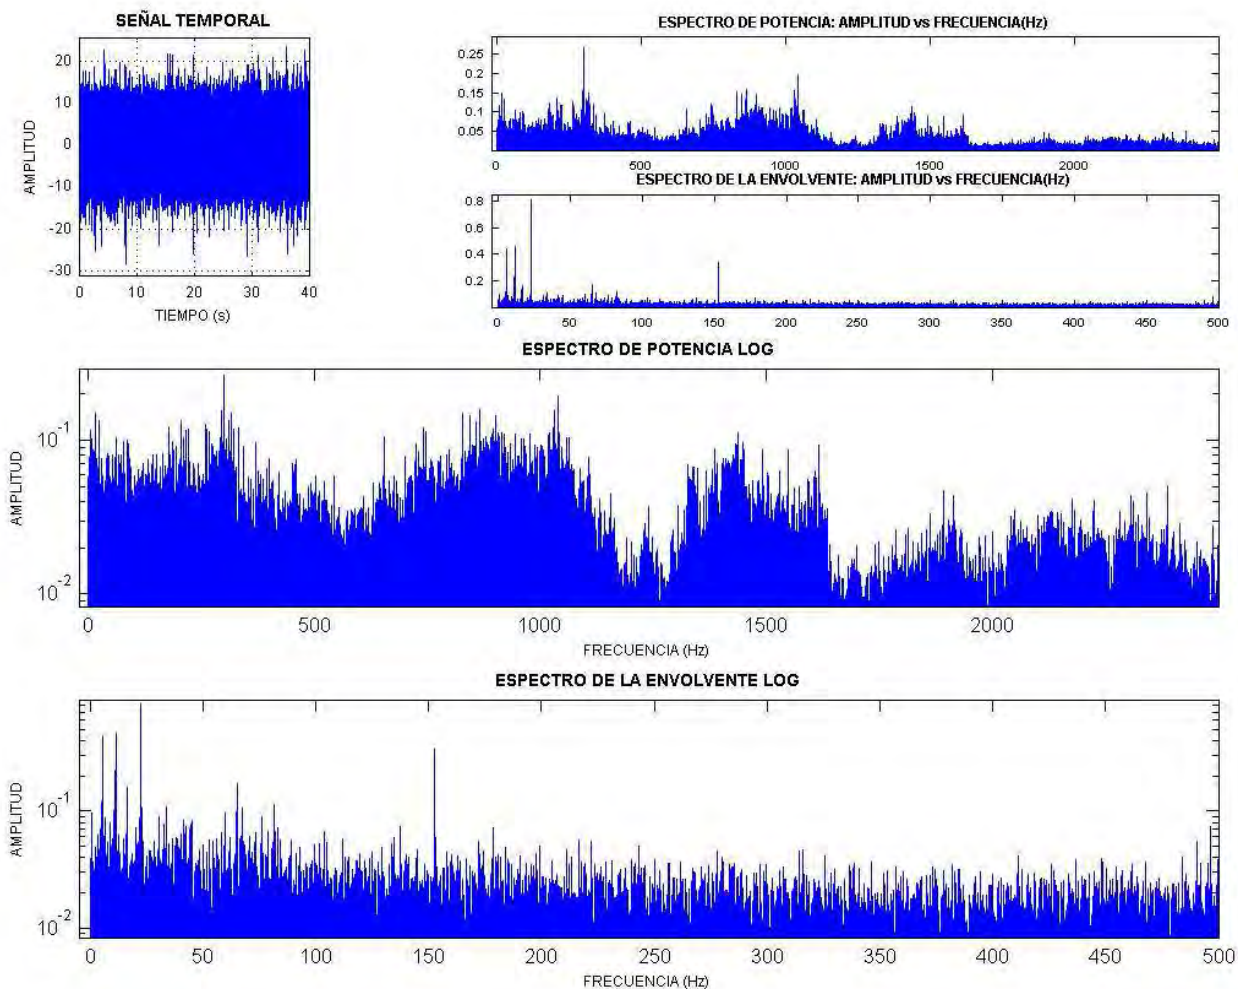 SEÑAL TEMPORAL
20
10
0
-10
-20
-30
AMPLITUD
0 10 20 30 40
TIEMPO (s)
ESPECTRO DE POTENCIA: AMPLITUD vs FRECUENCIA(Hz)
0.25
0.2
0.15
0.1
0.05
0 500 1000 1500 2000
ESPECTRO DE LA ENVOLVENTE: AMPLITUD vs FRECUENCIA(Hz)
0.8
0.6
0.4
0.2
0 50 100 150 200 250 300 350 400 450 500
ESPECTRO DE POTENCIA LOG
AMPLITUD
10-1
10-2
0 500 1000 1500 2000
FRECUENCIA (Hz)
ESPECTRO DE LA ENVOLVENTE LOG
AMPLITUD
10-1
10-2
0 50 100 150 200 250 300 350 400 450 500
FRECUENCIA (Hz)